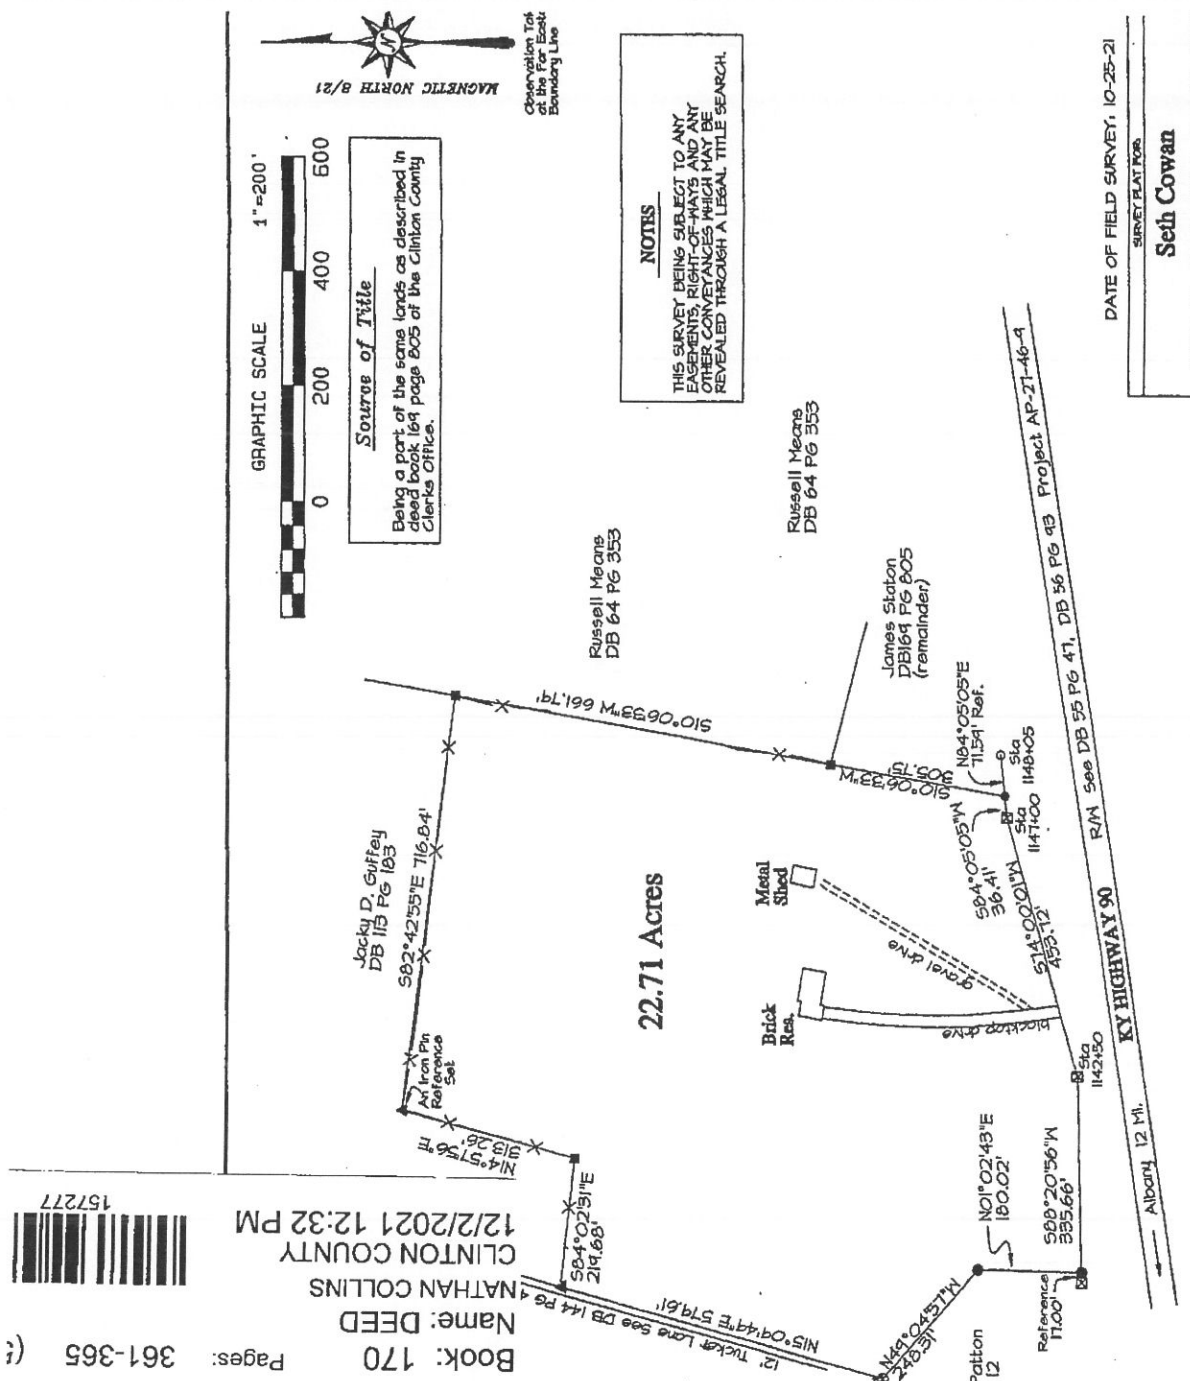 MAGNETIC NORTH 8/21
Observation
at the Far East
Boundary Line
GRAPHIC SCALE 1"=200'
0 200 400 600
Source of Title
Being a part of the same lands as described in
deed book 169 page 805 of the Clinton County
Clerks Office.
NOTES
THIS SURVEY BEING SUBJECT TO ANY
EASEMENTS, RIGHT-OF-WAYS AND ANY
OTHER CONVEYANCES WHICH MAY BE
REVEALED THROUGH A LEGAL TITLE SEARCH.
DATE OF FIELD SURVEY: 10-25-21
SURVEY PLAT FOR:
Seth Cowan
Russell Means
DB 64 PG 353
Russell Means
DB 64 PG 353
James Staton
DB169 PG 805
(remainder)
Jacky D. Guffey
DB 113 PG 183
S82°42'55"E 716.84'
S10°06'33"W 661.79'
S10°06'33"W
305.75'
N84°05'05"E
71.59' Ref.
Sta
1148+05
S84°05'05"W
36.41'
Sta
1147+00
S74°00'01"W
453.72'
Sta
1142+50
An Iron Pin
Reference
Set
N14°57'56"E
313.26'
S84°02'31"E
219.68'
22.71 Acres
Metal
Shed
Brick
Res.
gravel drive
blacktop drive
12' Tucker Lane See DB 144 PG
N15°09'49"E 579.61'
N49°04'57"W
248.31'
N01°02'43"E
180.02'
S88°20'56"W
335.66'
Reference
17.00'
Patton
12
Albany 12 Mi.
KY HIGHWAY 90
R/W See DB 55 PG 47, DB 56 PG 93 Project AP-27-46-9
157277
Book: 170 Pages: 361-365
Name: DEED
NATHAN COLLINS
CLINTON COUNTY
12/2/2021 12:32 PM